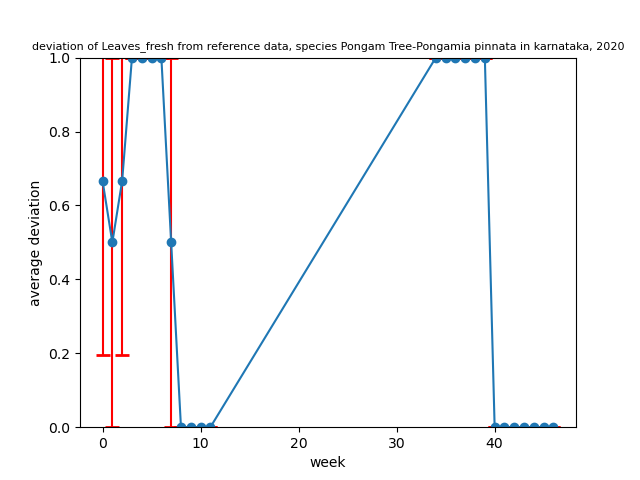 deviation of Leaves_fresh from reference data, species Pongam Tree-Pongamia pinnata in karnataka, 2020
1.0
0.8
0.6
0.4
0.2
0.0
average deviation
0 10 20 30 40
week